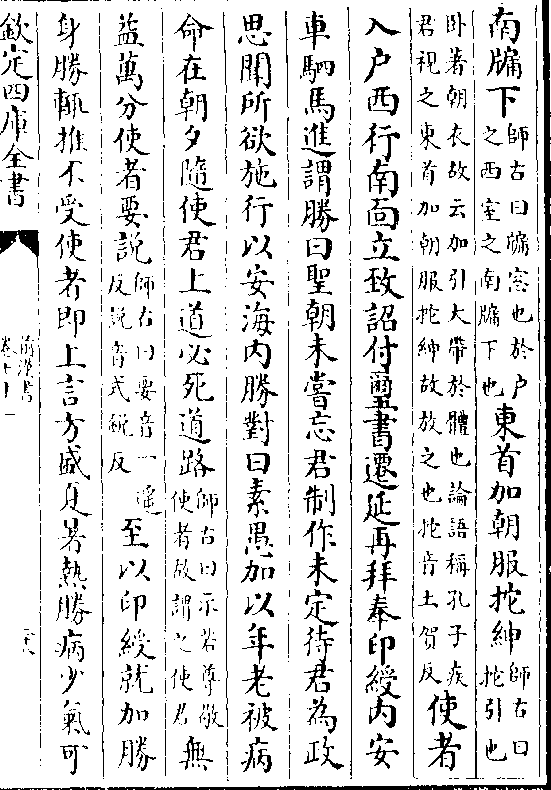 南牖下師古曰牖窓也於户之西室之南牖下也東首加朝服拕紳師古曰拕引也
卧著朝衣故云加引大帶於體也論語稱孔子疾君視之東首加朝服拕紳故放之也拕音土賀反使者
入户西行南面立致詔付璽書遷延再拜奉印綬内安
車駟馬進謂勝曰聖朝未嘗忘君制作未定待君為政
思聞所欲施行以安海内勝對曰素愚加以年老被病
命在朝夕隨使君上道必死道路師古曰示若尊敬使者故謂之使君無
益萬分使者要説師古曰要音一遥反説音式鋭反至以印綬就加勝
身勝輙推不受使者即上言方盛夏暑熱勝病少氣可
欽定四庫全書
前漢書